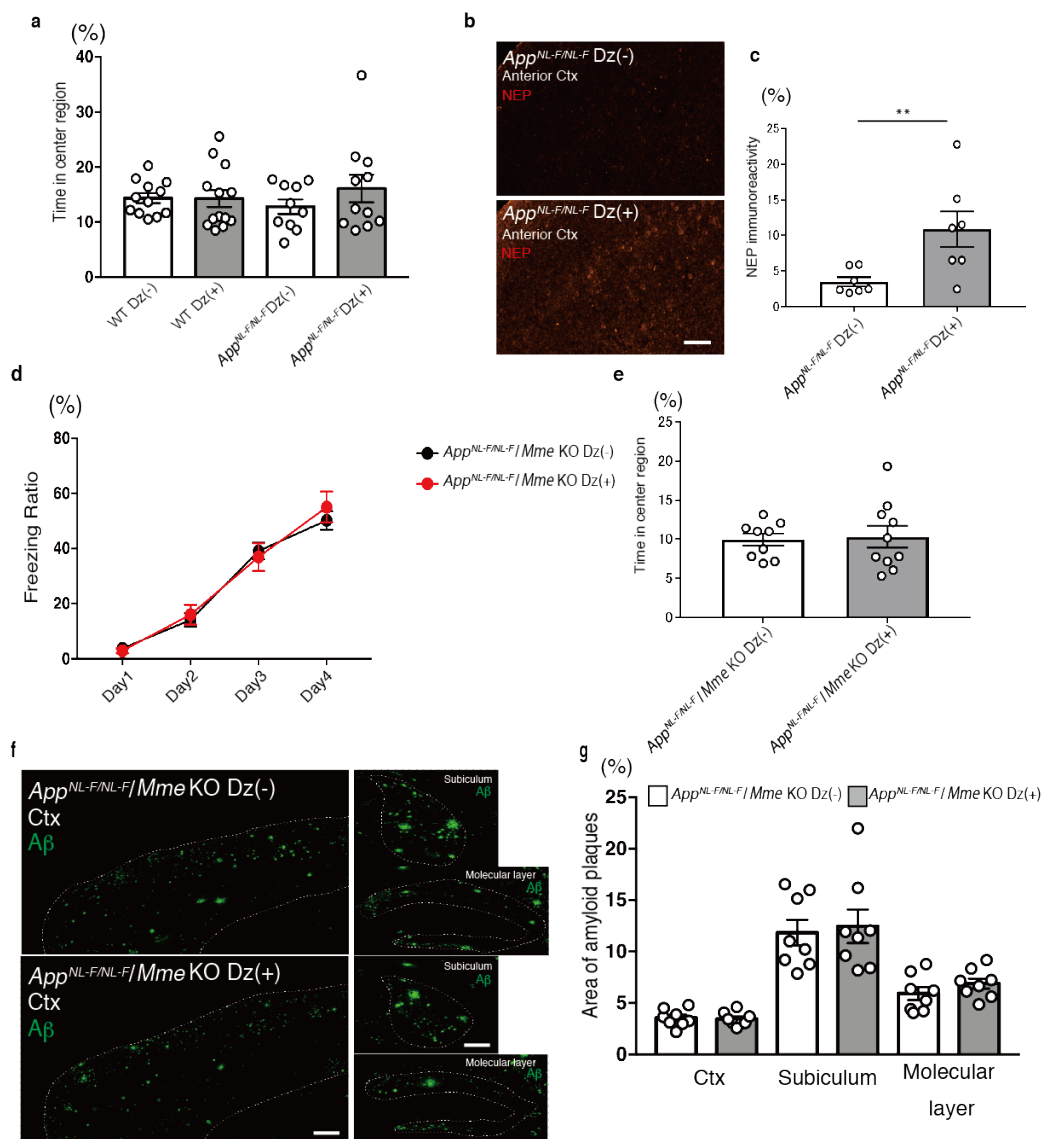 a
(%)
Time in center region
40
30
20
10
0
WT Dz(-)
WT Dz(+)
App^NL-F/NL-F Dz(-)
App^NL-F/NL-F Dz(+)
b
App^NL-F/NL-F Dz(-)
Anterior Ctx
NEP
App^NL-F/NL-F Dz(+)
Anterior Ctx
NEP
c
(%)
**
NEP immunoreactivity
25
20
15
10
5
0
App^NL-F/NL-F Dz(-)
App^NL-F/NL-F Dz(+)
d
(%)
Freezing Ratio
80
60
40
20
0
Day1
Day2
Day3
Day4
App^NL-F/NL-F / Mme KO Dz(-)
App^NL-F/NL-F / Mme KO Dz(+)
e
(%)
Time in center region
25
20
15
10
5
0
App^NL-F/NL-F / Mme KO Dz(-)
App^NL-F/NL-F / Mme KO Dz(+)
f
App^NL-F/NL-F / Mme KO Dz(-)
Ctx
Aβ
Subiculum
Aβ
Molecular layer
Aβ
App^NL-F/NL-F / Mme KO Dz(+)
Ctx
Aβ
Subiculum
Aβ
Molecular layer
Aβ
g
(%)
App^NL-F/NL-F / Mme KO Dz(-)
App^NL-F/NL-F / Mme KO Dz(+)
Area of amyloid plaques
25
20
15
10
5
0
Ctx
Subiculum
Molecular
layer